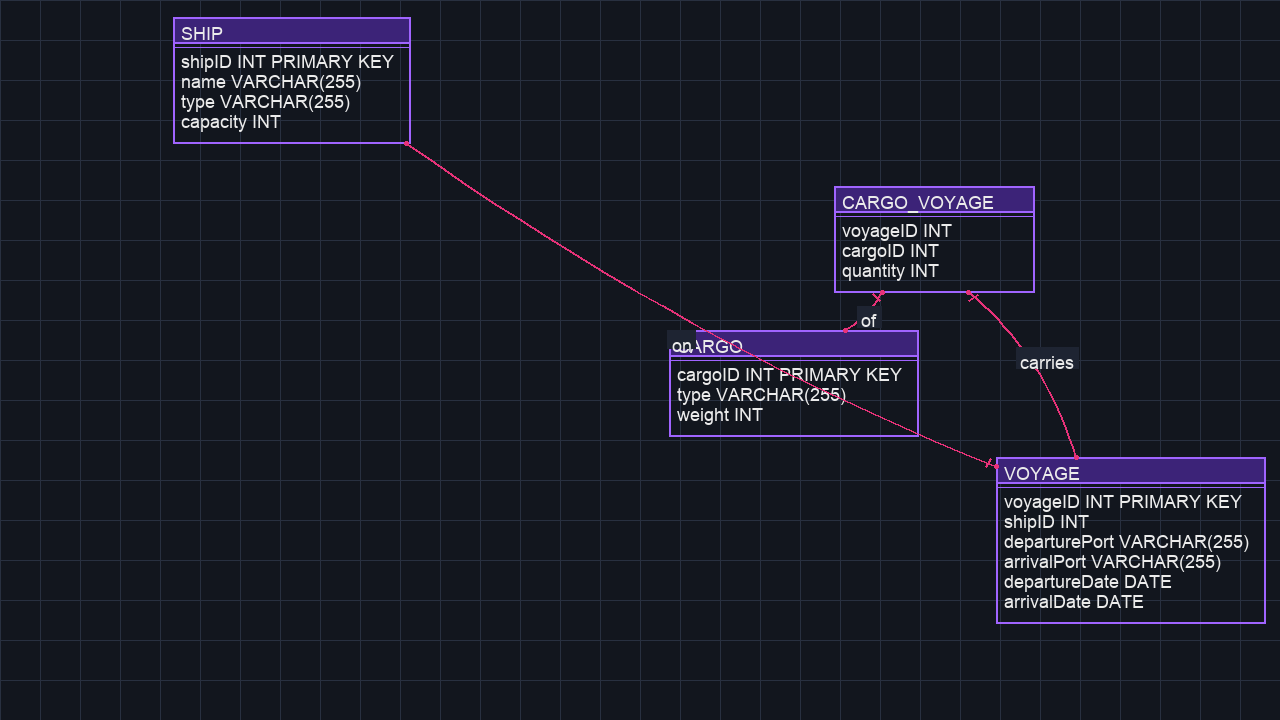 SHIP
shipID INT PRIMARY KEY
name VARCHAR(255)
type VARCHAR(255)
capacity INT
CARGO_VOYAGE
voyageID INT
cargoID INT
quantity INT
of
on
CARGO
cargoID INT PRIMARY KEY
type VARCHAR(255)
weight INT
carries
VOYAGE
voyageID INT PRIMARY KEY
shipID INT
departurePort VARCHAR(255)
arrivalPort VARCHAR(255)
departureDate DATE
arrivalDate DATE